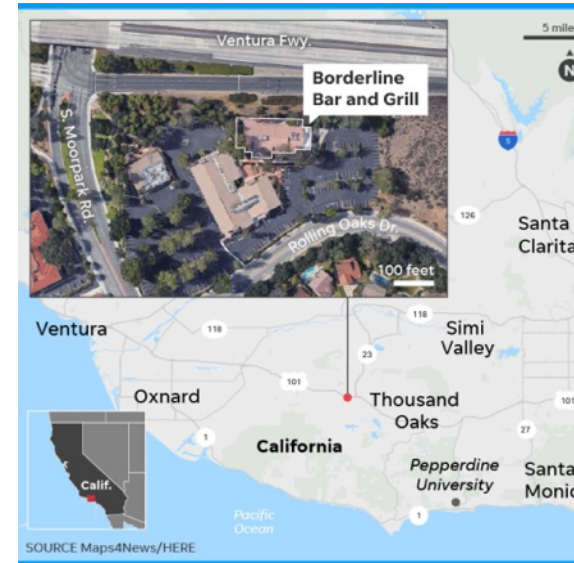 5 mile
N
Ventura Fwy.
Borderline
Bar and Grill
S. Moorpark Rd.
Rolling Oaks Dr.
100 feet
5
126
Santa
Clarita
Ventura
118
118
Simi
Valley
23
101
Oxnard
Thousand
Oaks
101
27
1
California
Pepperdine
University
Santa
Monic
Calif.
1
Pacific
Ocean
SOURCE Maps4News/HERE